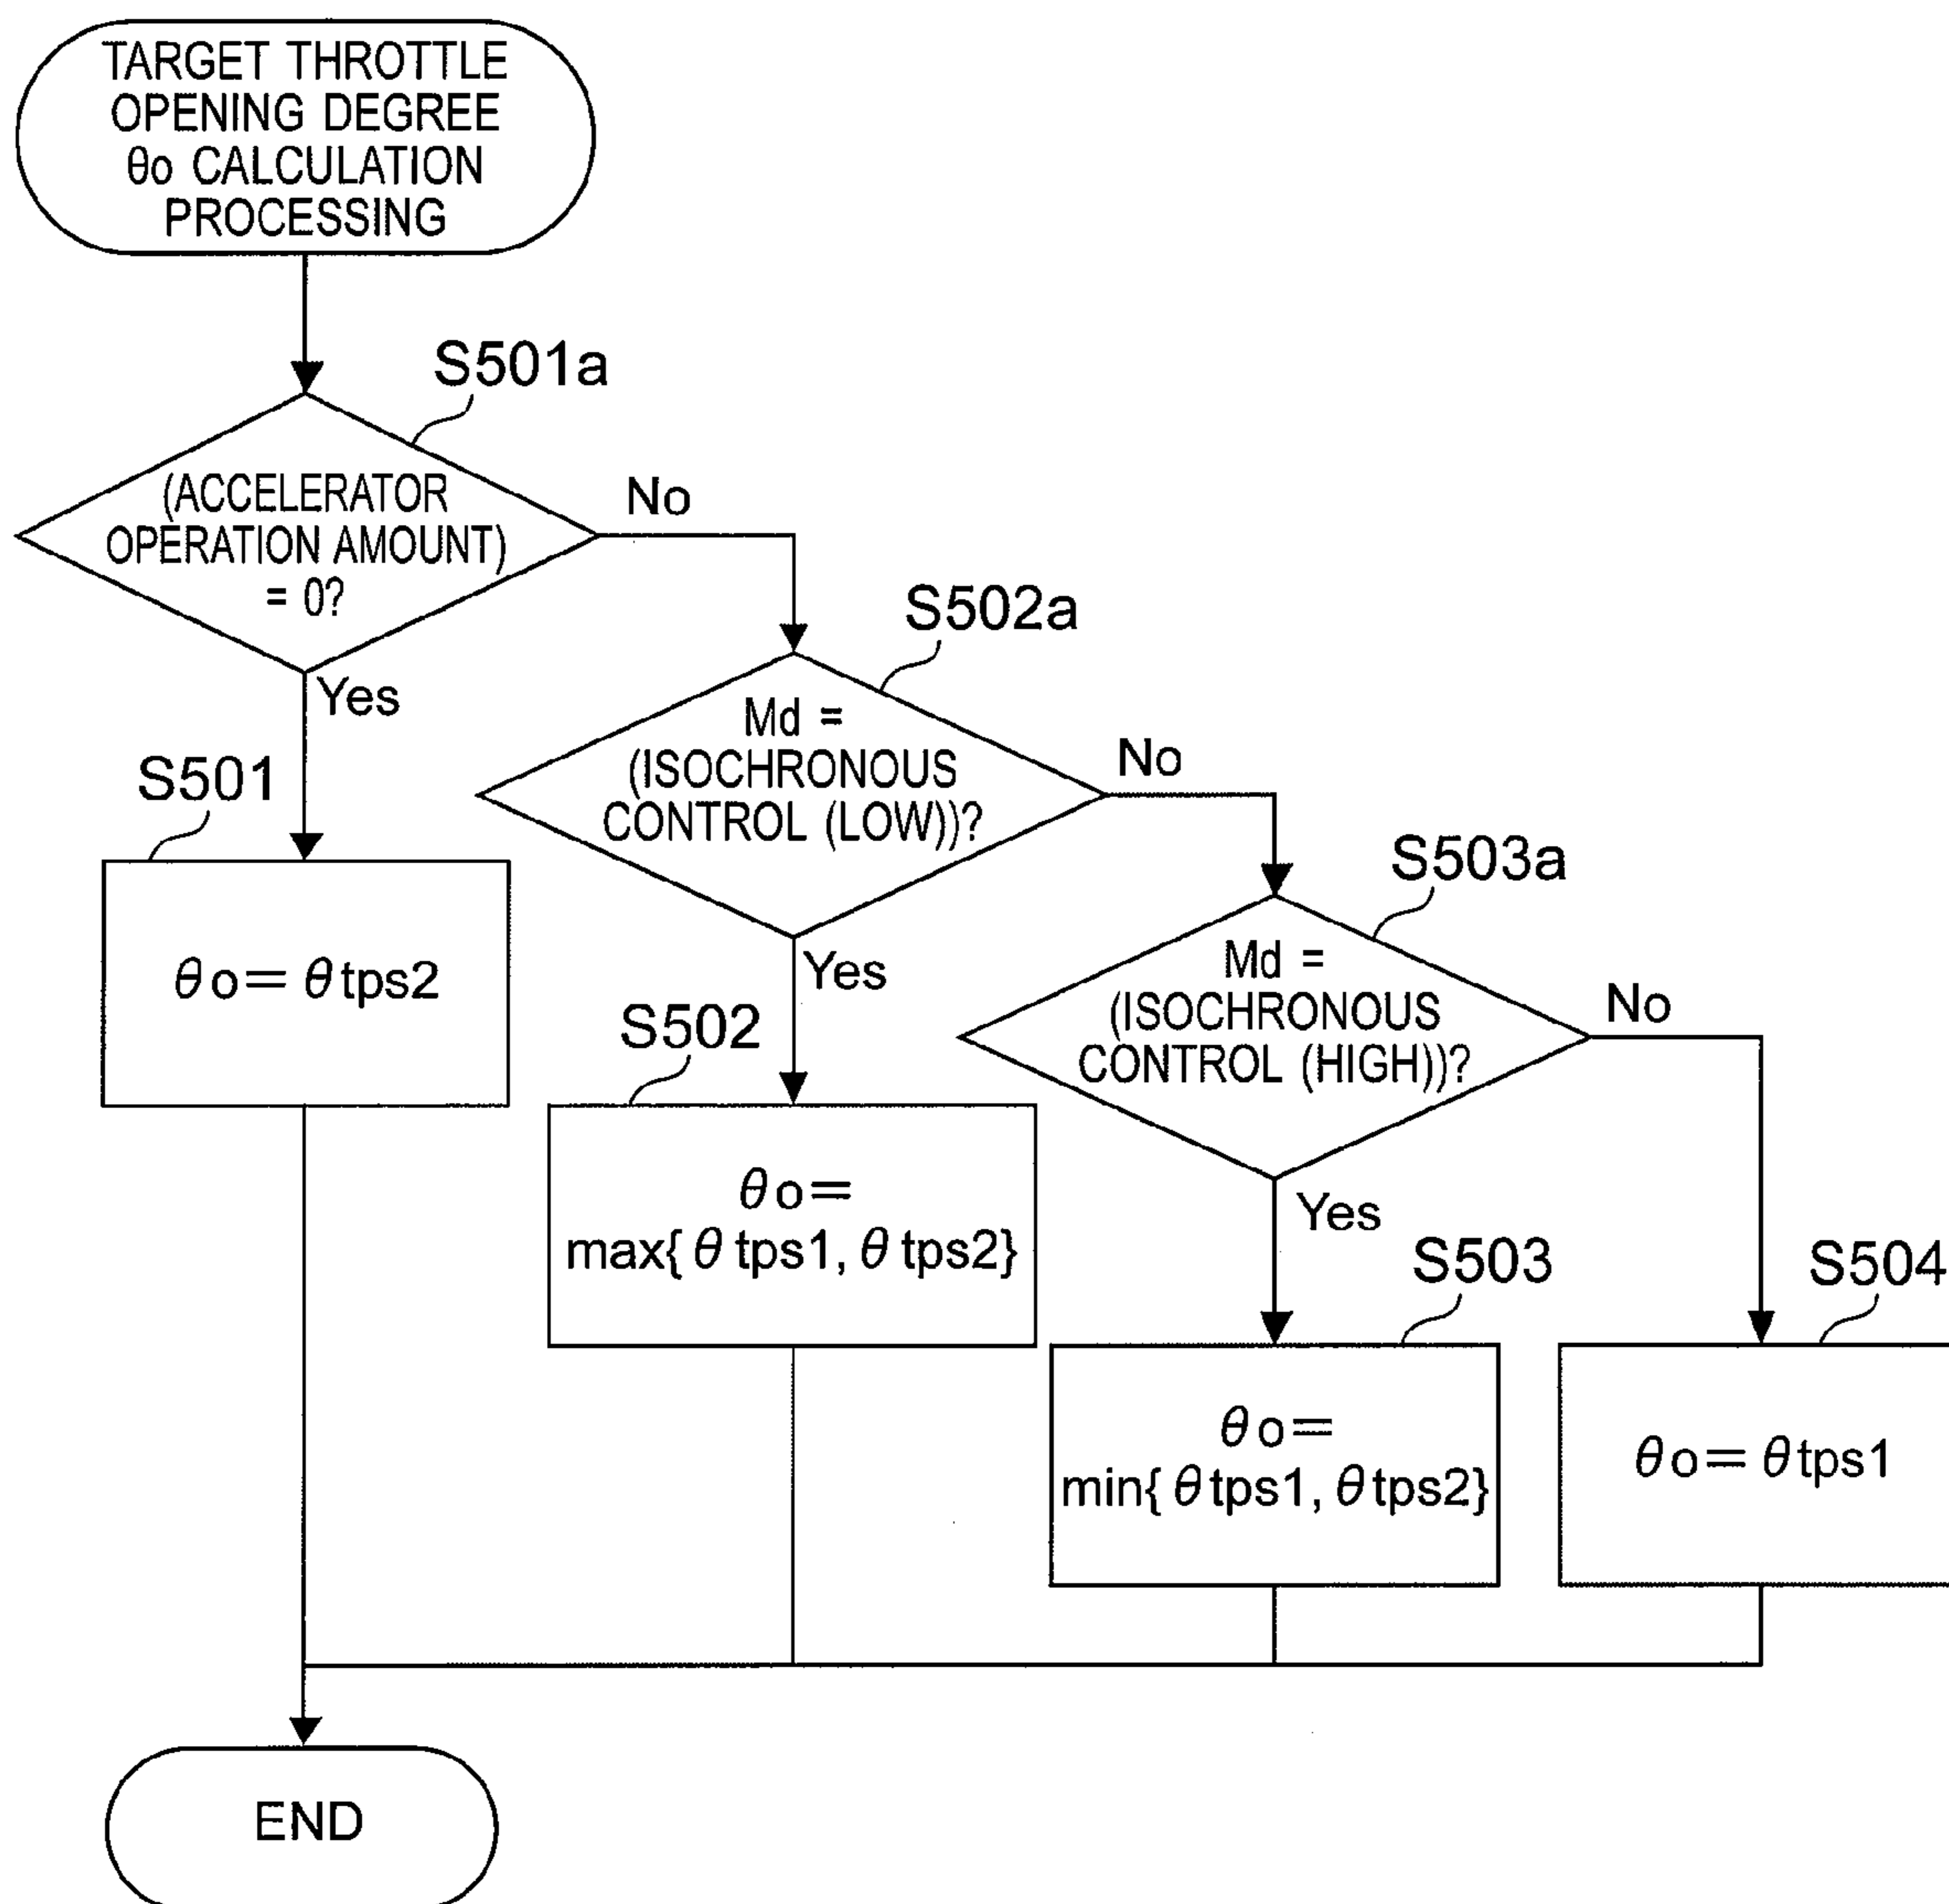 TARGET THROTTLE
OPENING DEGREE
θo CALCULATION
PROCESSING
S501a
(ACCELERATOR
OPERATION AMOUNT)
= 0?
No
Yes
S502a
Md =
(ISOCHRONOUS
CONTROL (LOW))?
No
Yes
S501
θo=θtps2
S503a
Md =
(ISOCHRONOUS
CONTROL (HIGH))?
No
Yes
S502
θo=
max{θtps1, θtps2}
S503
θo=
min{θtps1, θtps2}
S504
θo=θtps1
END